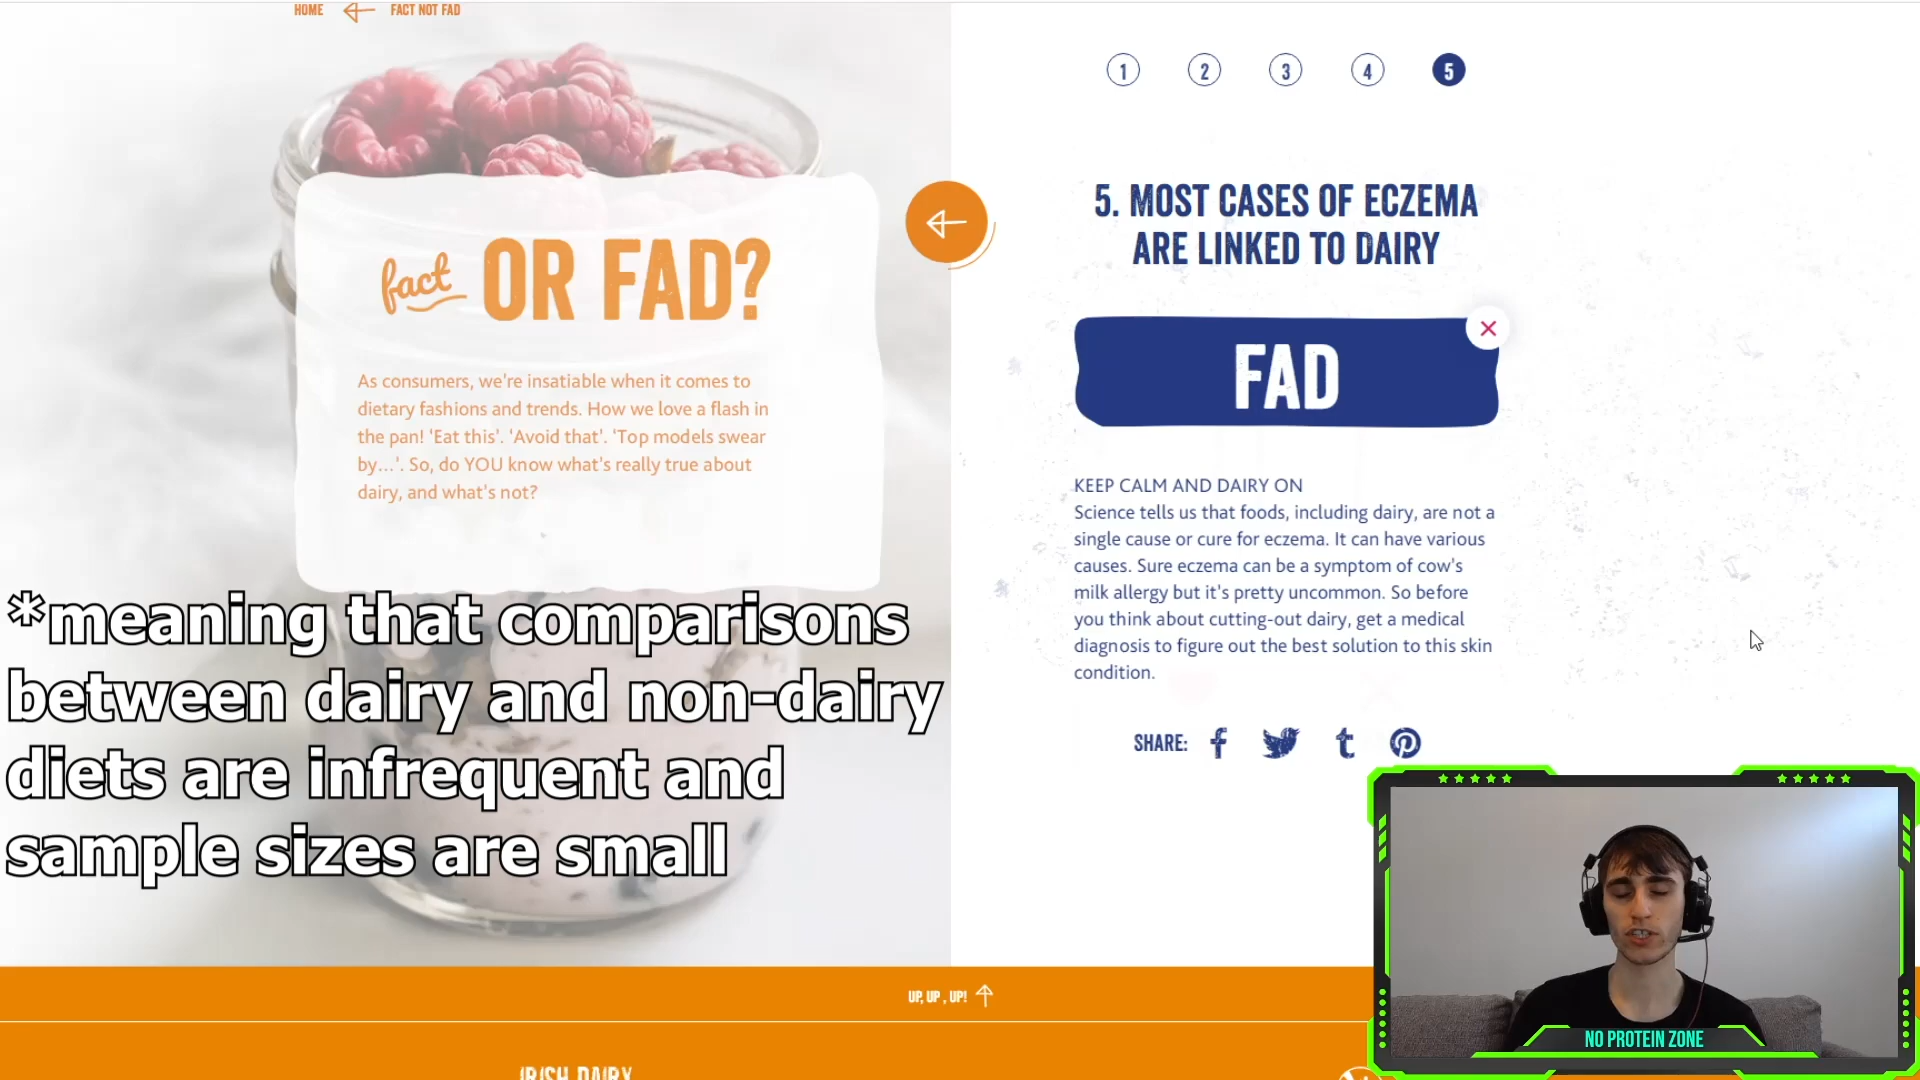 HOME
FACT NOT FAD
fact OR FAD?
As consumers, we're insatiable when it comes to
dietary fashions and trends. How we love a flash in
the pan! 'Eat this'. 'Avoid that'. 'Top models swear
by...'. So, do YOU know what's really true about
dairy, and what's not?
*meaning that comparisons
between dairy and non-dairy
diets are infrequent and
sample sizes are small
1 2 3 4 5
5. MOST CASES OF ECZEMA
ARE LINKED TO DAIRY
FAD
KEEP CALM AND DAIRY ON
Science tells us that foods, including dairy, are not a
single cause or cure for eczema. It can have various
causes. Sure eczema can be a symptom of cow's
milk allergy but it's pretty uncommon. So before
you think about cutting-out dairy, get a medical
diagnosis to figure out the best solution to this skin
condition.
SHARE:
UP, UP , UP!
IRISH DAIRY
NO PROTEIN ZONE